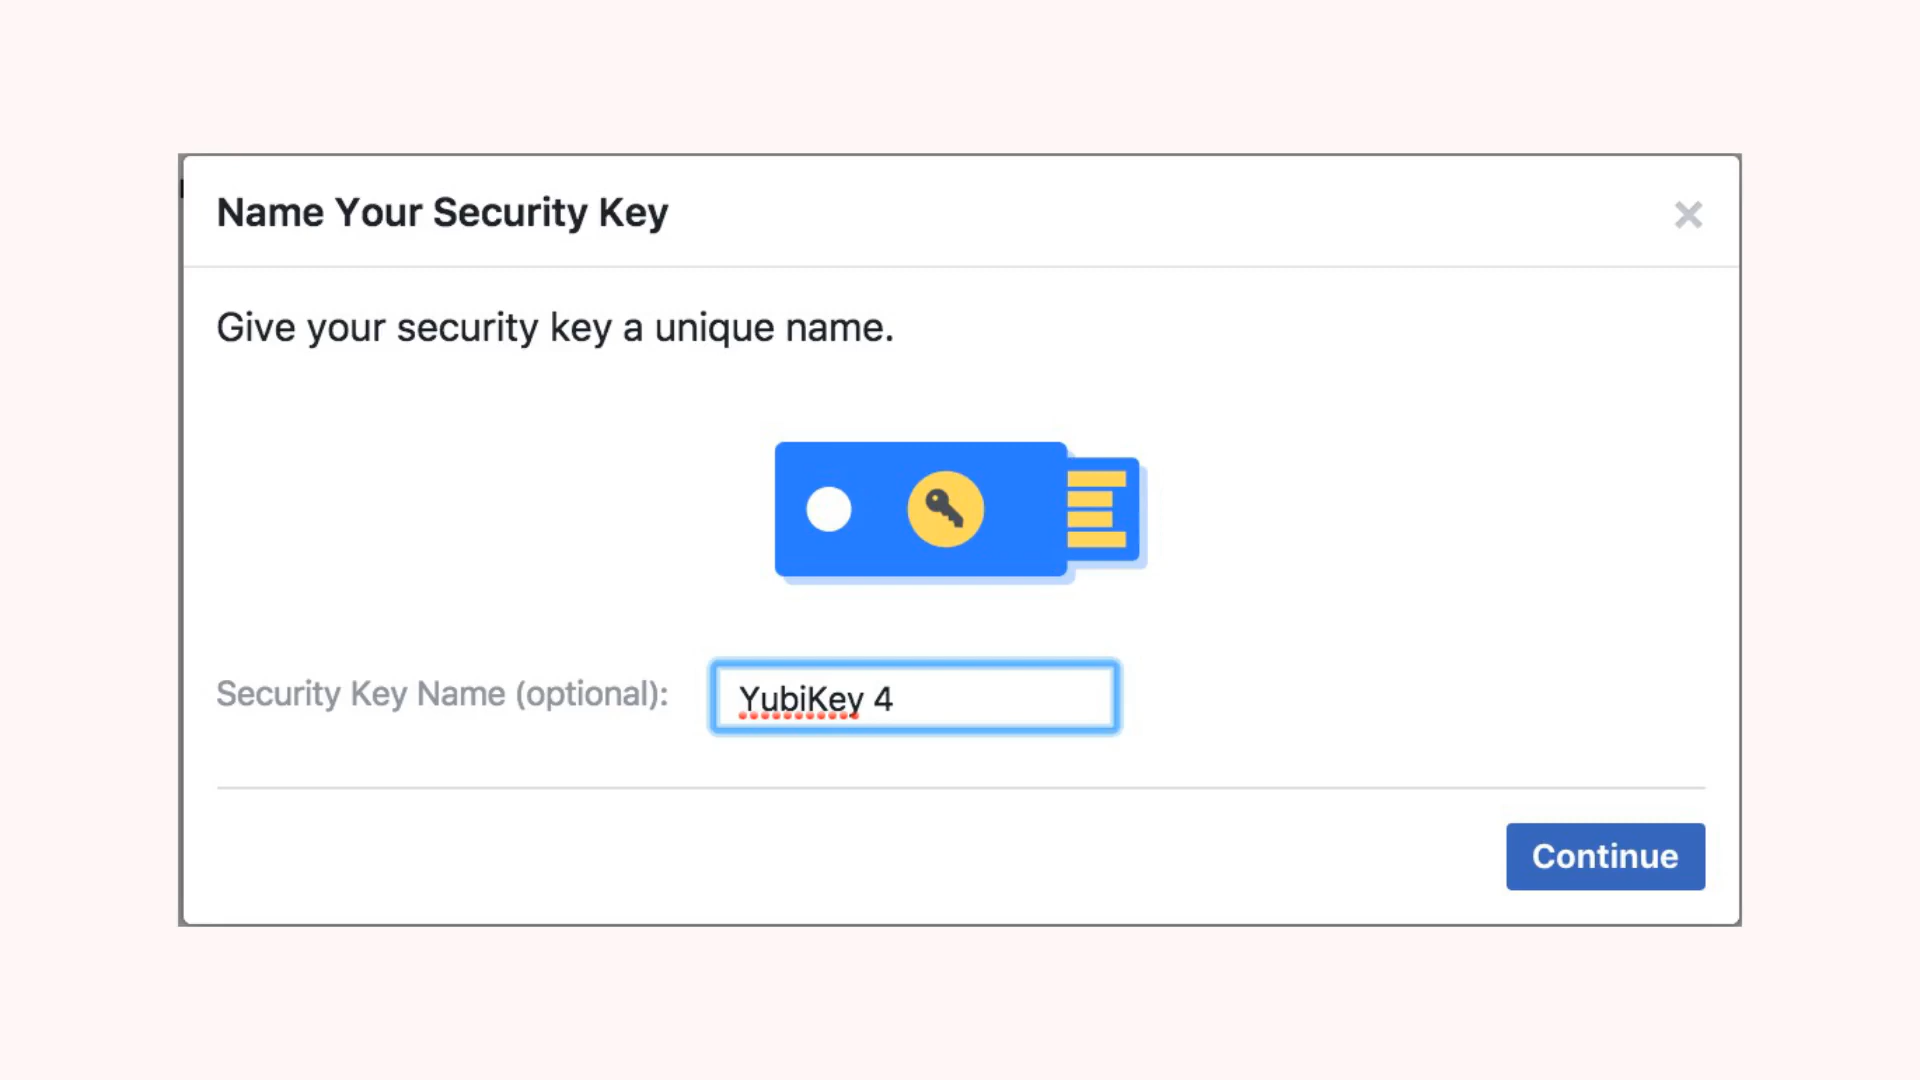 Name Your Security Key
Give your security key a unique name.
Security Key Name (optional): YubiKey 4
Continue